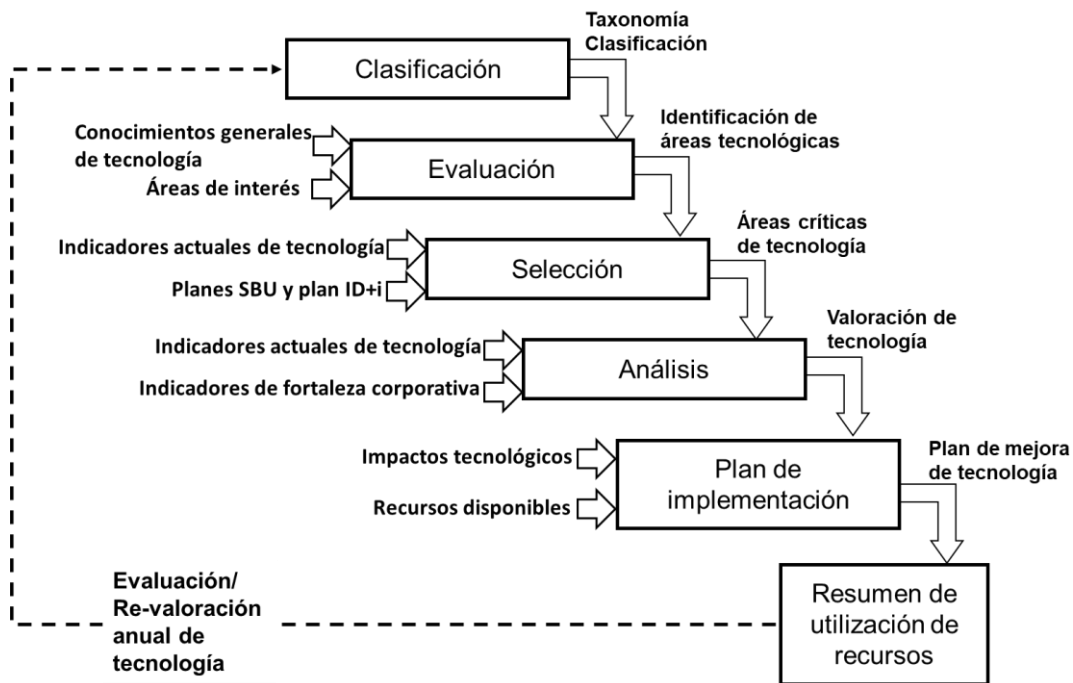 Taxonomía
Clasificación
Clasificación
Conocimientos generales
de tecnología
Áreas de interés
Evaluación
Identificación de
áreas tecnológicas
Indicadores actuales de tecnología
Planes SBU y plan ID+i
Selección
Áreas críticas
de tecnología
Indicadores actuales de tecnología
Indicadores de fortaleza corporativa
Análisis
Valoración de
tecnología
Impactos tecnológicos
Recursos disponibles
Plan de
implementación
Plan de mejora
de tecnología
Evaluación/
Re-valoración
anual de
tecnología
Resumen de
utilización de
recursos